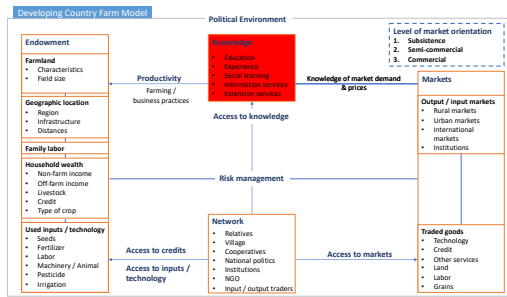 Developing Country Farm Model
Political Environment
Endowment
Farmland
• Characteristics
• Field size
Geographic location
• Region
• Infrastructure
• Distances
Family labor
Household wealth
• Non-farm income
• Off-farm income
• Livestock
• Credit
• Type of crop
Used inputs / technology
• Seeds
• Fertilizer
• Labor
• Machinery / Animal
• Pesticide
• Irrigation
Productivity
Farming /
business practices
Knowledge
• Education
• Experience
• Social learning
• Information services
• Extension services
Access to knowledge
Knowledge of market demand
& prices
Level of market orientation
1. Subsistence
2. Semi-commercial
3. Commercial
Markets
Output / input markets
• Rural markets
• Urban markets
• International
markets
• Institutions
Risk management
Network
• Relatives
• Village
• Cooperatives
• National politics
• Institutions
• NGO
• Input / output traders
Access to credits
Access to inputs /
technology
Access to markets
Traded goods
• Technology
• Credit
• Other services
• Land
• Labor
• Grains